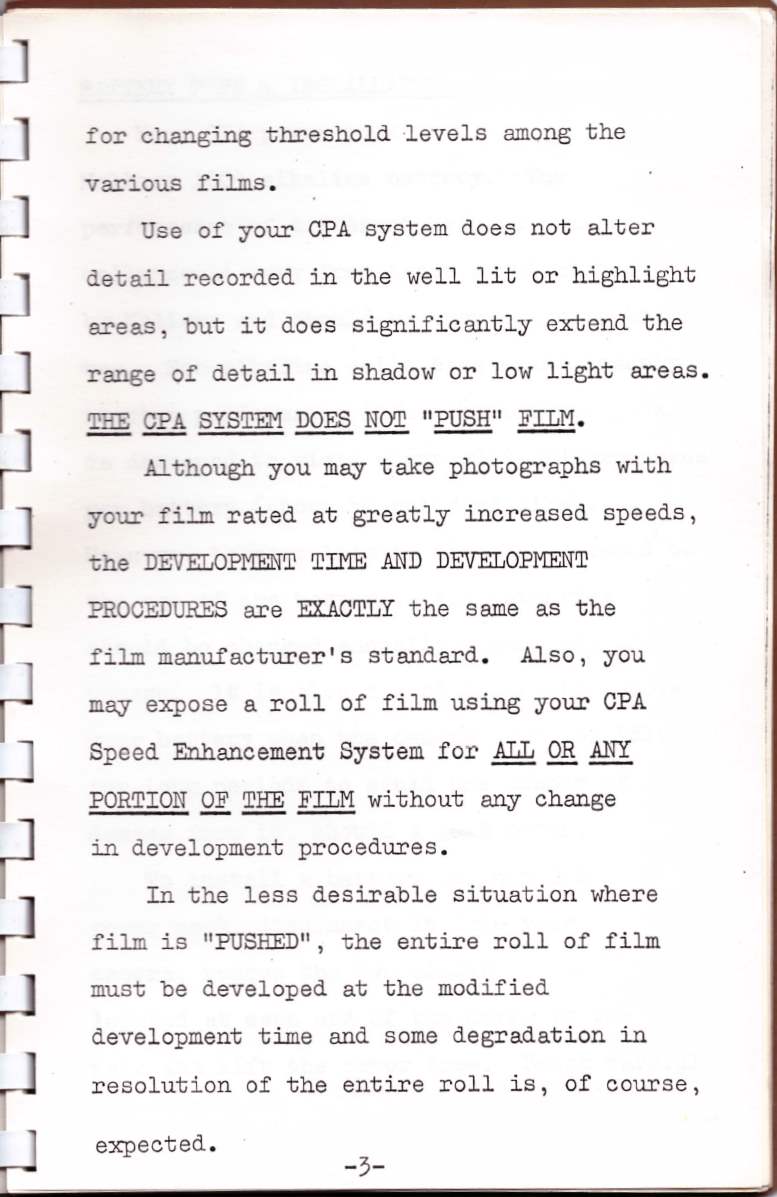 for changing threshold levels among the
various films.
Use of your CPA system does not alter
detail recorded in the well lit or highlight
areas, but it does significantly extend the
range of detail in shadow or low light areas.
THE CPA SYSTEM DOES NOT "PUSH" FILM.
Although you may take photographs with
your film rated at greatly increased speeds,
the DEVELOPMENT TIME AND DEVELOPMENT
PROCEDURES are EXACTLY the same as the
film manufacturer's standard. Also, you
may expose a roll of film using your CPA
Speed Enhancement System for ALL OR ANY
PORTION OF THE FILM without any change
in development procedures.
In the less desirable situation where
film is "PUSHED", the entire roll of film
must be developed at the modified
development time and some degradation in
resolution of the entire roll is, of course,
expected.
-3-